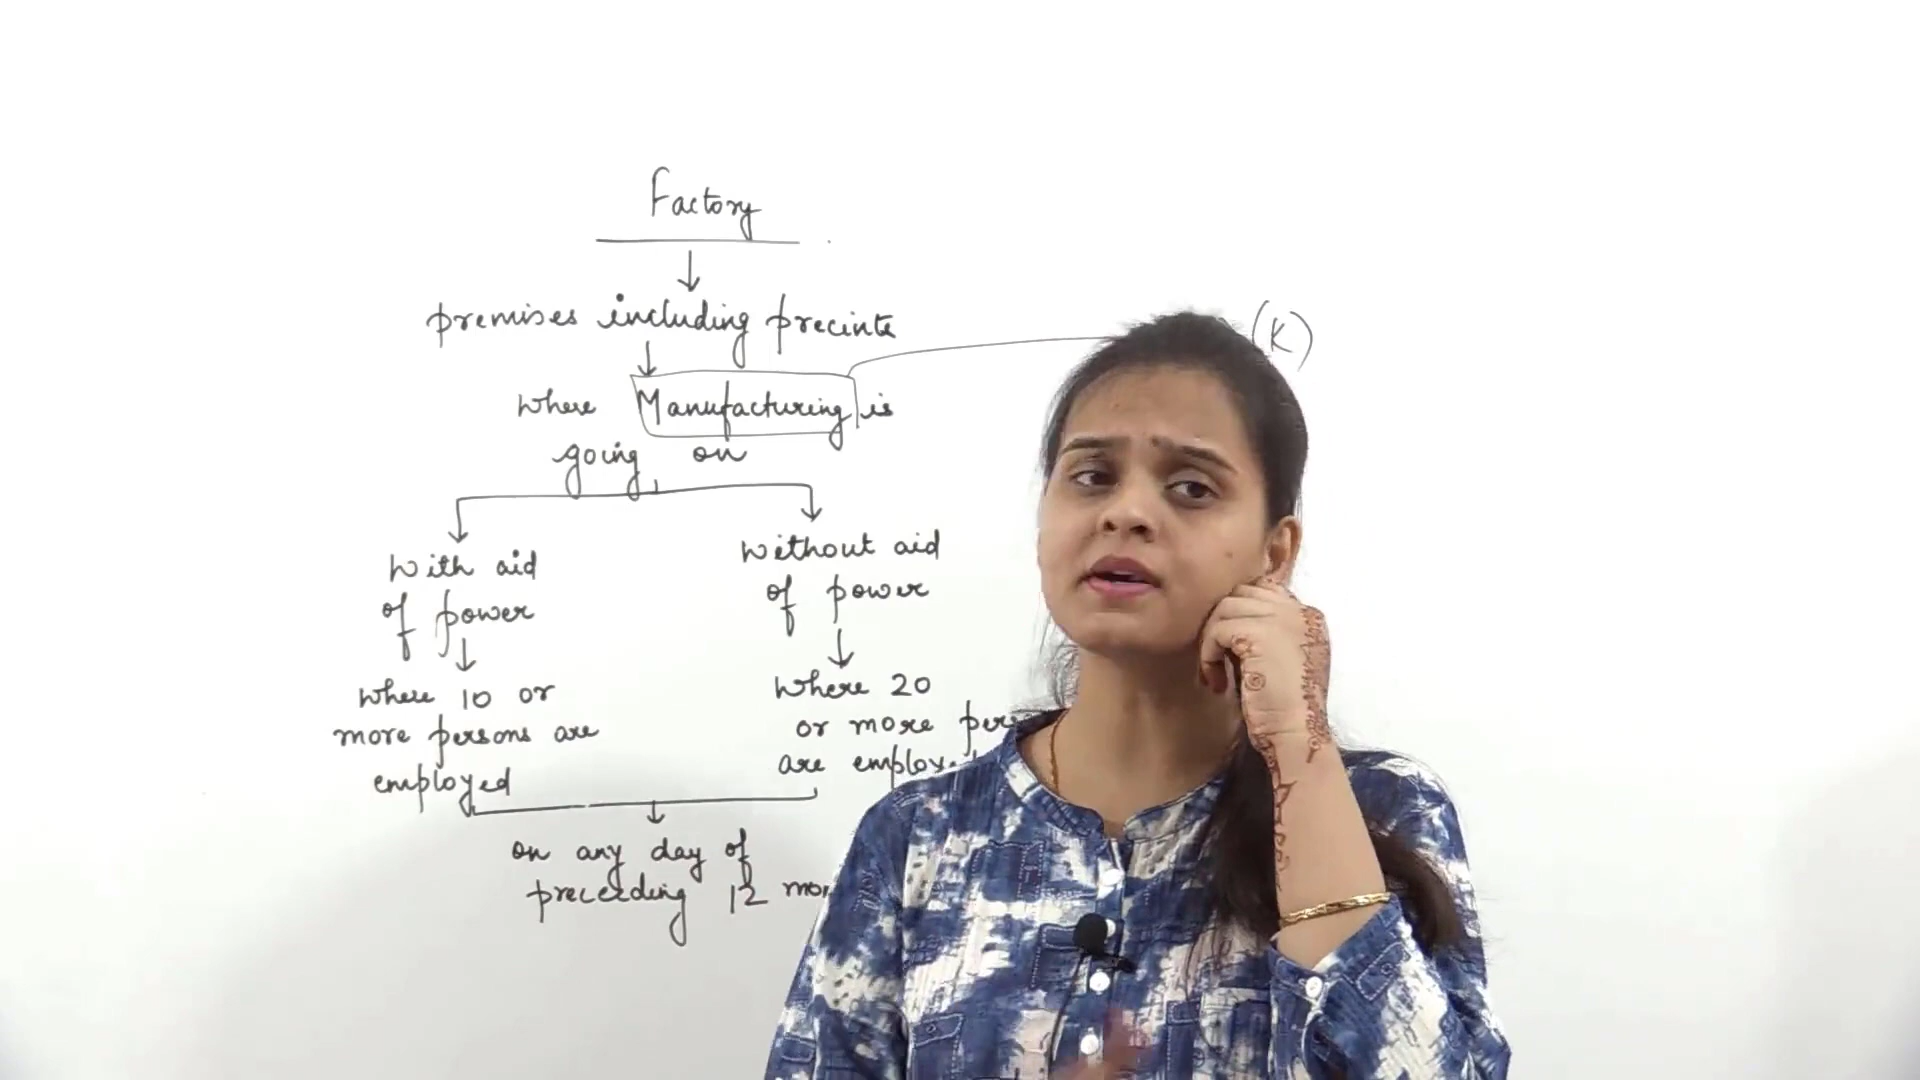 Factory
premises including precints
(K)
where Manufacturing is
going on
with aid
of power
without aid
of power
where 10 or
more persons are
employed
where 20
or more
are
on any day of
preceeding 12